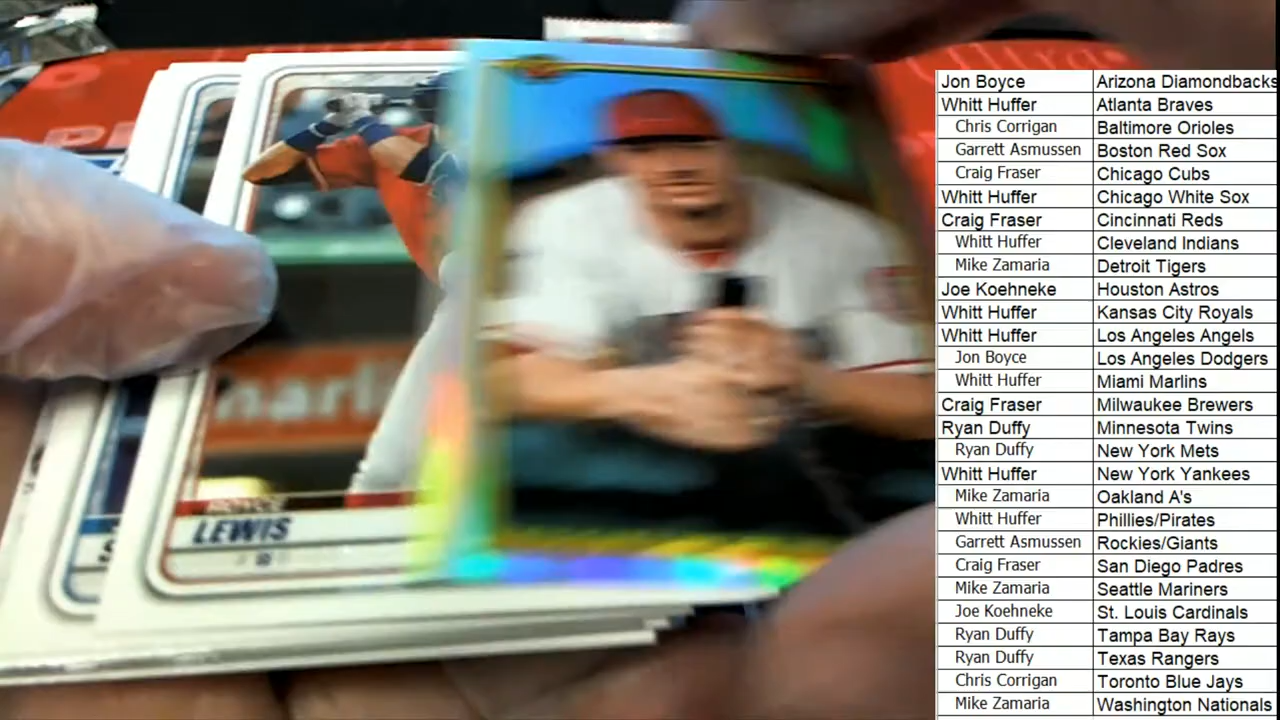 ROYCE
LEWIS
Jon Boyce Arizona Diamondbacks
Whitt Huffer Atlanta Braves
Chris Corrigan Baltimore Orioles
Garrett Asmussen Boston Red Sox
Craig Fraser Chicago Cubs
Whitt Huffer Chicago White Sox
Craig Fraser Cincinnati Reds
Whitt Huffer Cleveland Indians
Mike Zamaria Detroit Tigers
Joe Koehneke Houston Astros
Whitt Huffer Kansas City Royals
Whitt Huffer Los Angeles Angels
Jon Boyce Los Angeles Dodgers
Whitt Huffer Miami Marlins
Craig Fraser Milwaukee Brewers
Ryan Duffy Minnesota Twins
Ryan Duffy New York Mets
Whitt Huffer New York Yankees
Mike Zamaria Oakland A's
Whitt Huffer Phillies/Pirates
Garrett Asmussen Rockies/Giants
Craig Fraser San Diego Padres
Mike Zamaria Seattle Mariners
Joe Koehneke St. Louis Cardinals
Ryan Duffy Tampa Bay Rays
Ryan Duffy Texas Rangers
Chris Corrigan Toronto Blue Jays
Mike Zamaria Washington Nationals